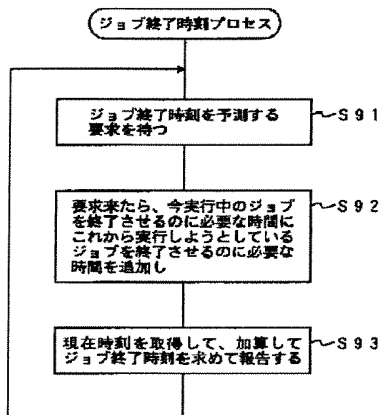 ジョブ終了時刻プロセス
ジョブ終了時刻を予測する
要求を待つ
S91
要求来たら、今実行中のジョブ
を終了させるのに必要な時間に
これから実行しようとしている
ジョブを終了させるのに必要な
時間を追加し
S92
現在時刻を取得して、加算して
ジョブ終了時刻を求めて報告する
S93